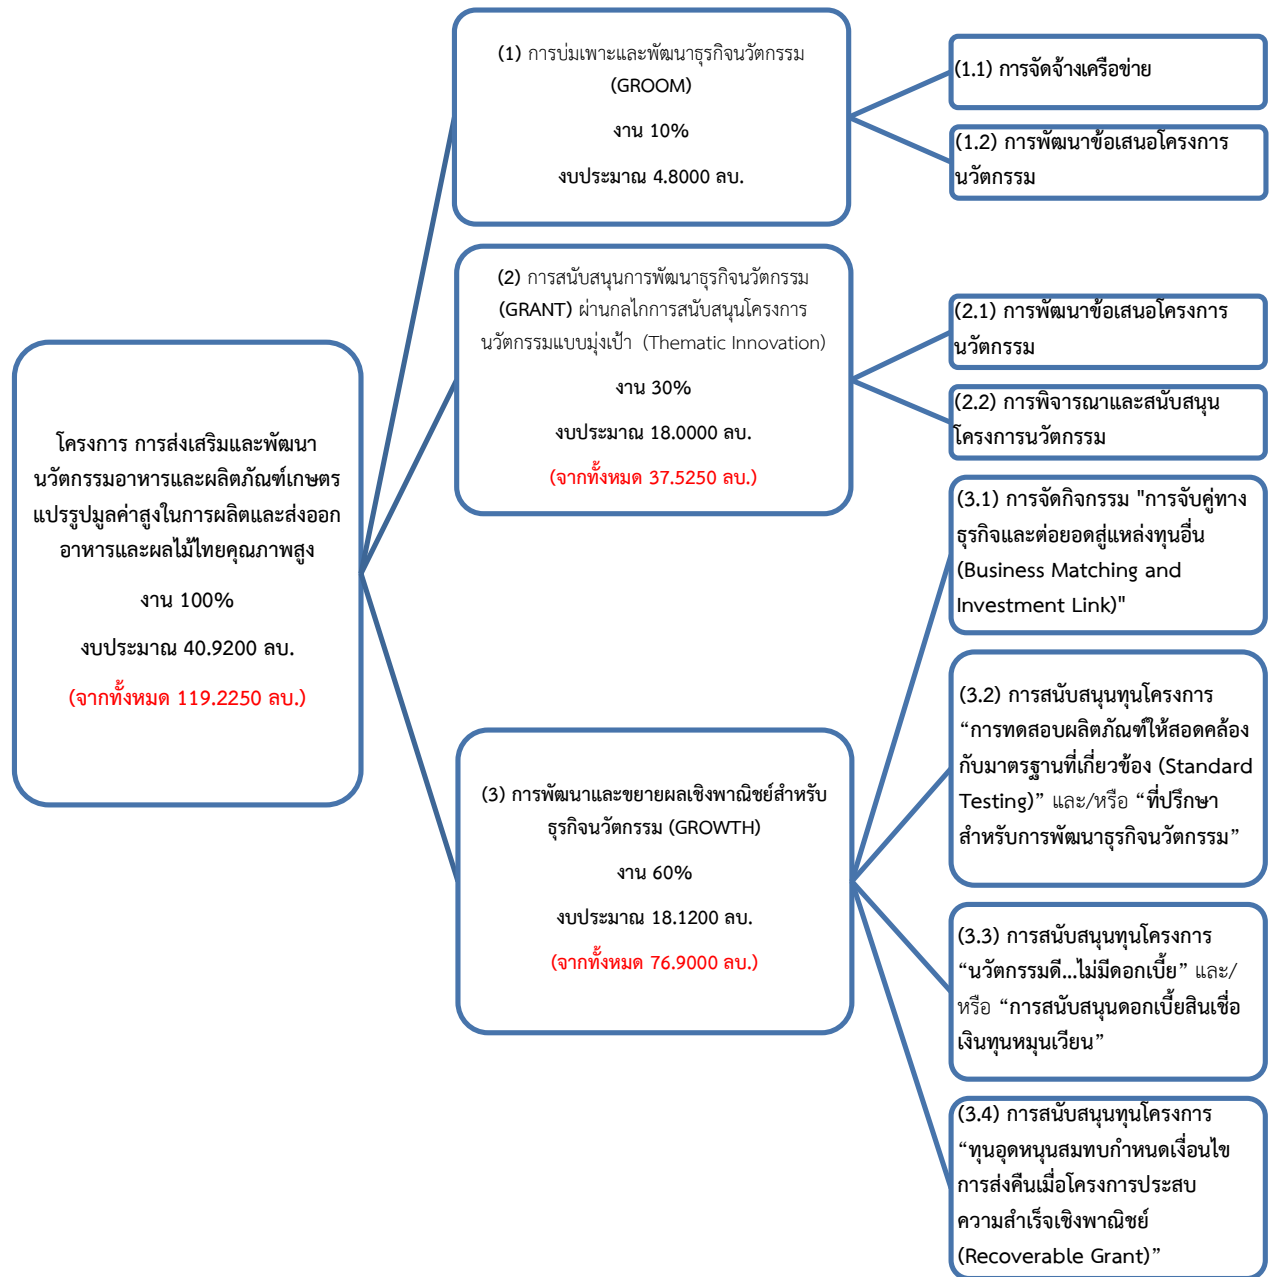 โครงการ การส่งเสริมและพัฒนา
นวัตกรรมอาหารและผลิตภัณฑ์เกษตร
แปรรูปมูลค่าสูงในการผลิตและส่งออก
อาหารและผลไม้ไทยคุณภาพสูง
งาน 100%
งบประมาณ 40.9200 ลบ.
(จากทั้งหมด 119.2250 ลบ.)
(1) การบ่มเพาะและพัฒนาธุรกิจนวัตกรรม
(GROOM)
งาน 10%
งบประมาณ 4.8000 ลบ.
(1.1) การจัดจ้างเครือข่าย
(1.2) การพัฒนาข้อเสนอโครงการ
นวัตกรรม
(2) การสนับสนุนการพัฒนาธุรกิจนวัตกรรม
(GRANT) ผ่านกลไกการสนับสนุนโครงการ
นวัตกรรมแบบมุ่งเป้า (Thematic Innovation)
งาน 30%
งบประมาณ 18.0000 ลบ.
(จากทั้งหมด 37.5250 ลบ.)
(2.1) การพัฒนาข้อเสนอโครงการ
นวัตกรรม
(2.2) การพิจารณาและสนับสนุน
โครงการนวัตกรรม
(3) การพัฒนาและขยายผลเชิงพาณิชย์สำหรับ
ธุรกิจนวัตกรรม (GROWTH)
งาน 60%
งบประมาณ 18.1200 ลบ.
(จากทั้งหมด 76.9000 ลบ.)
(3.1) การจัดกิจกรรม "การจับคู่ทาง
ธุรกิจและต่อยอดสู่แหล่งทุนอื่น
(Business Matching and
Investment Link)"
(3.2) การสนับสนุนทุนโครงการ
“การทดสอบผลิตภัณฑ์ให้สอดคล้อง
กับมาตรฐานที่เกี่ยวข้อง (Standard
Testing)” และ/หรือ “ที่ปรึกษา
สำหรับการพัฒนาธุรกิจนวัตกรรม”
(3.3) การสนับสนุนทุนโครงการ
“นวัตกรรมดี...ไม่มีดอกเบี้ย” และ/
หรือ “การสนับสนุนดอกเบี้ยสินเชื่อ
เงินทุนหมุนเวียน”
(3.4) การสนับสนุนทุนโครงการ
“ทุนอุดหนุนสมทบกำหนดเงื่อนไข
การส่งคืนเมื่อโครงการประสบ
ความสำเร็จเชิงพาณิชย์
(Recoverable Grant)”